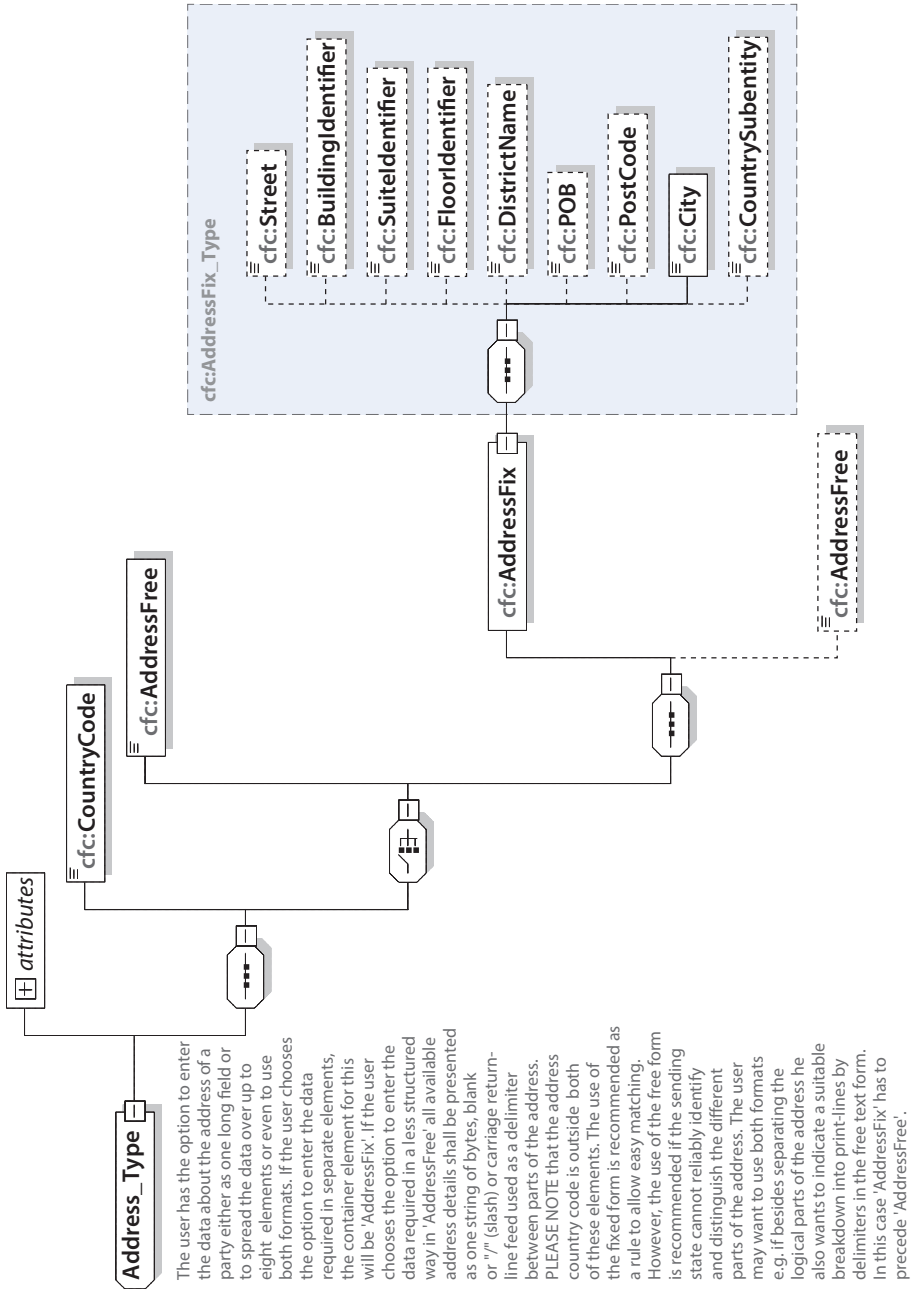 Address_Type
The user has the option to enter
the data about the address of a
party either as one long field or
to spread the data over up to
eight  elements or even to use
both formats. If the user chooses
the option to enter the data
required in separate elements,
the container element for this
will be 'AddressFix'. If the user
chooses the option to enter the
data required in a less structured
way in 'AddressFree' all available
address details shall be presented
as one string of bytes, blank
or "/" (slash) or carriage return-
line feed used as a delimiter
between parts of the address.
PLEASE NOTE that the address
country code is outside both
of these elements. The use of
the fixed form is recommended as
a rule to allow easy matching.
However, the use of the free form
is recommended if the sending
state cannot reliably identify
and distinguish the different
parts of the address. The user
may want to use both formats
e.g. if besides separating the
logical parts of the address he
also wants to indicate a suitable
breakdown into print-lines by
delimiters in the free text form.
In this case 'AddressFix' has to
precede 'AddressFree'.
attributes
cfc:CountryCode
cfc:AddressFree
cfc:AddressFix
cfc:AddressFree
cfc:AddressFix_Type
cfc:Street
cfc:BuildingIdentifier
cfc:SuiteIdentifier
cfc:FloorIdentifier
cfc:DistrictName
cfc:POB
cfc:PostCode
cfc:City
cfc:CountrySubentity